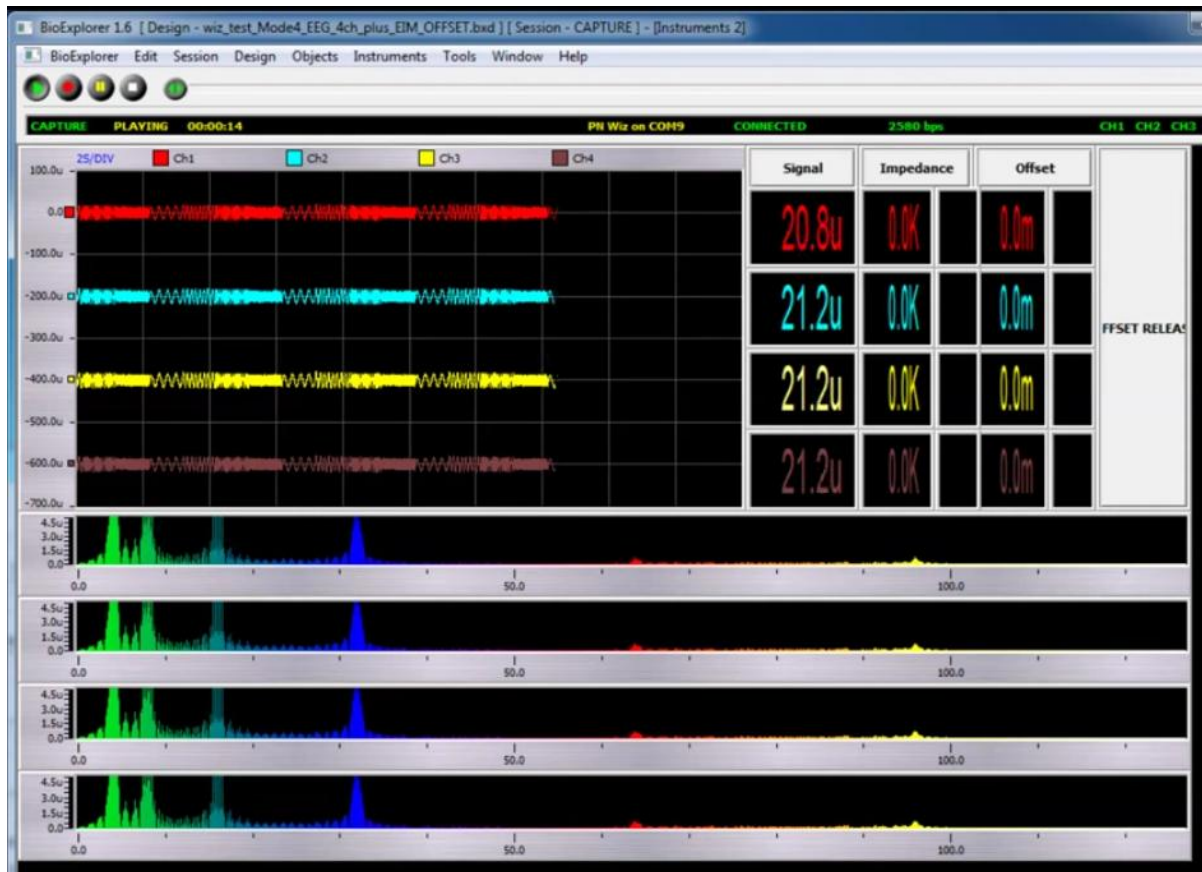 BioExplorer 1.6 [ Design - wiz_test_Mode4_EEG_4ch_plus_EIM_OFFSET.bxd ] [ Session - CAPTURE ] - [Instruments 2]
BioExplorer Edit Session Design Objects Instruments Tools Window Help
CAPTURE PLAYING 00:00:14 PN Wiz on COM9 CONNECTED 2580 bps CH1 CH2 CH3
2S/DIV Ch1 Ch2 Ch3 Ch4
Signal Impedance Offset
100.0u
0.0
-100.0u
-200.0u
-300.0u
-400.0u
-500.0u
-600.0u
-700.0u
20.8u 0.0K 0.0m
21.2u 0.0K 0.0m
21.2u 0.0K 0.0m
21.2u 0.0K 0.0m
FFSET RELEAS
4.5u
3.0u
1.5u
0.0
0.0 50.0 100.0
4.5u
3.0u
1.5u
0.0
0.0 50.0 100.0
4.5u
3.0u
1.5u
0.0
0.0 50.0 100.0
4.5u
3.0u
1.5u
0.0
0.0 50.0 100.0